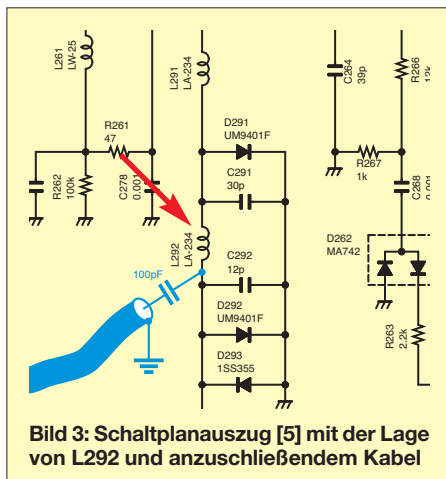 L261
LW-25
L291
LA-234
C264
39p
R266
12k
R261
47
D291
UM9401F
R262
100k
C278
0.001
C291
30p
R267
1k
C268
0.001
L292
LA-234
D262
MA742
100pF
C292
12p
D292
UM9401F
R263
2.2k
D293
1SS355
Bild 3: Schaltplanauszug [5] mit der Lage
von L292 und anzuschließendem Kabel